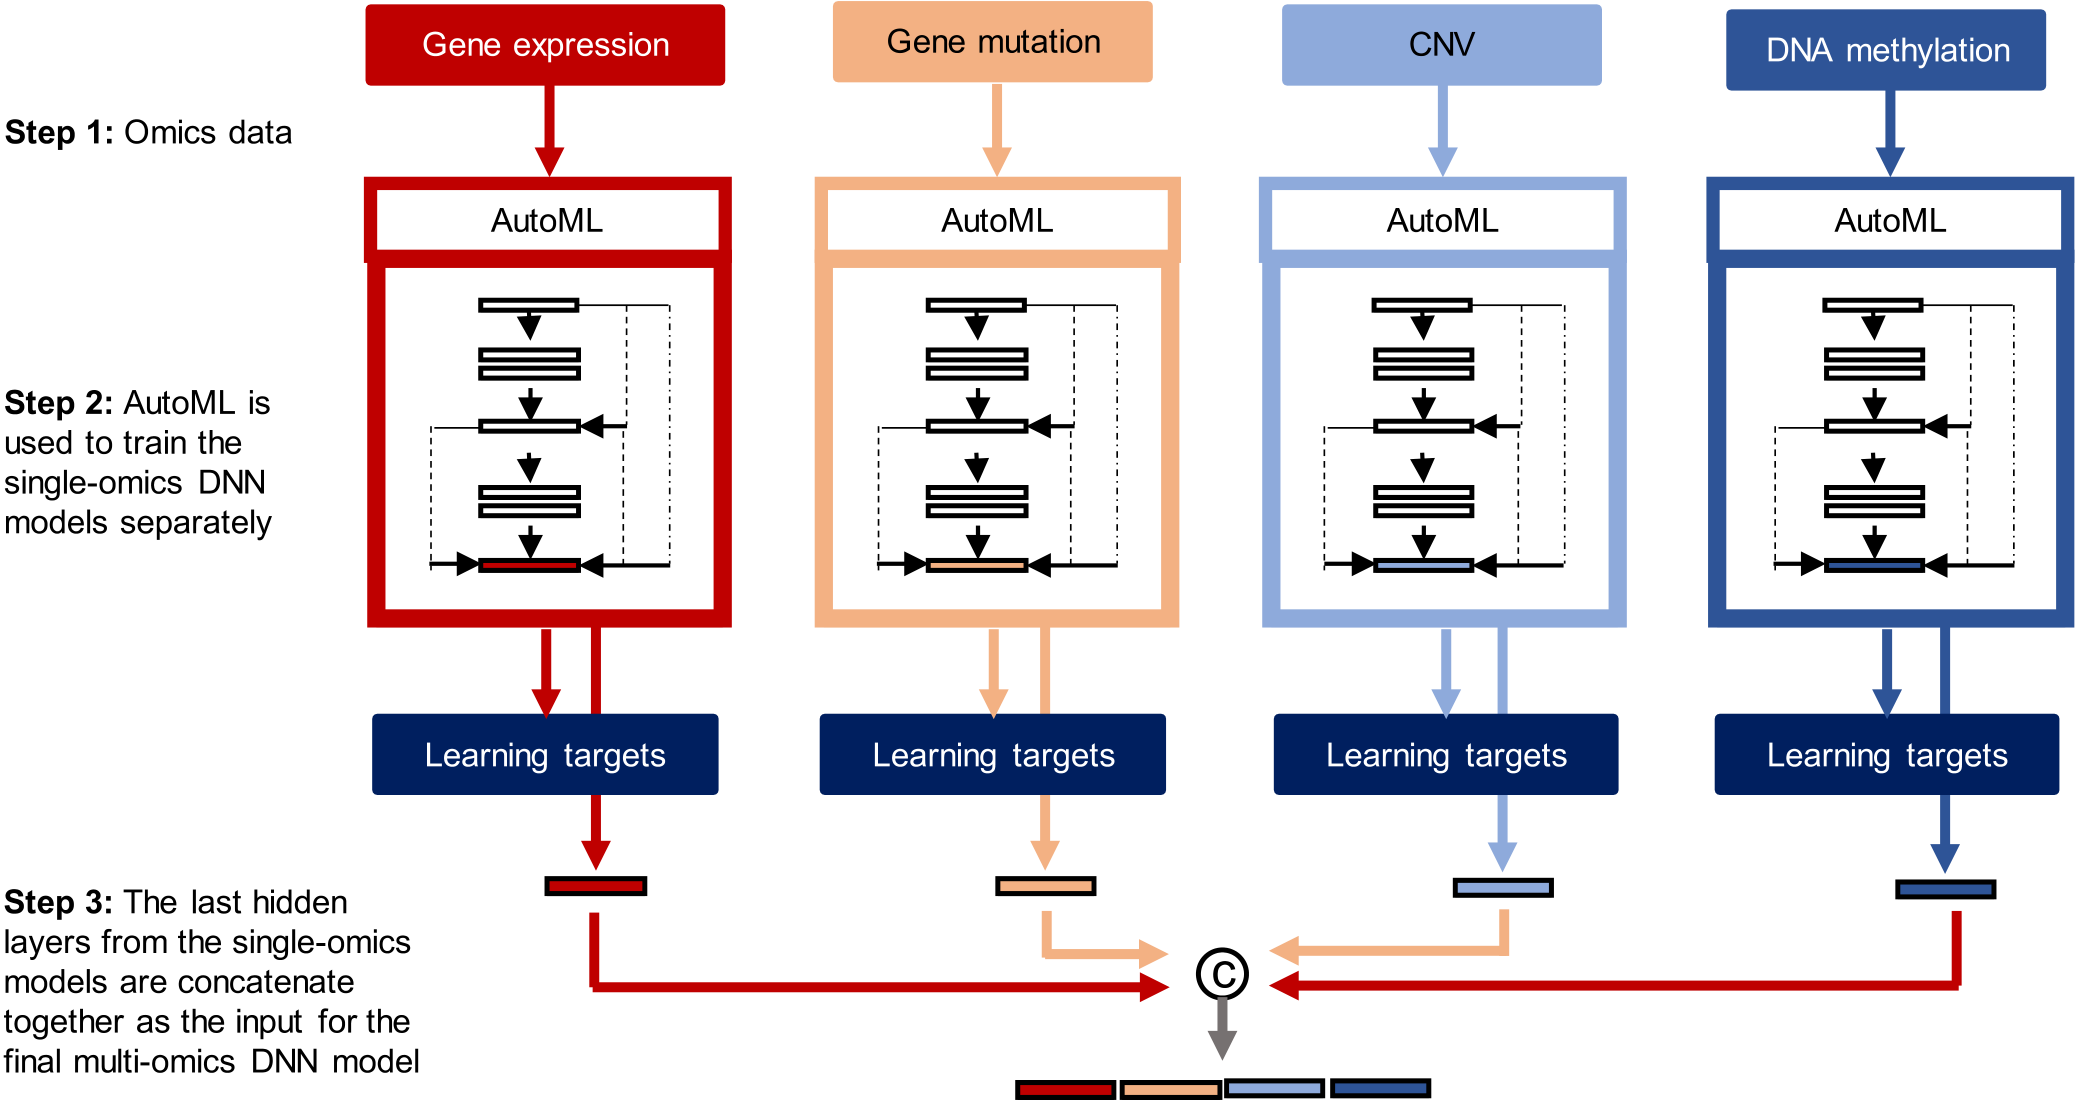 Gene expression
Gene mutation
CNV
DNA methylation
Step 1: Omics data
AutoML
AutoML
AutoML
AutoML
Step 2: AutoML is
used to train the
single-omics DNN
models separately
Learning targets
Learning targets
Learning targets
Learning targets
Step 3: The last hidden
layers from the single-omics
models are concatenate
together as the input for the
final multi-omics DNN model
C